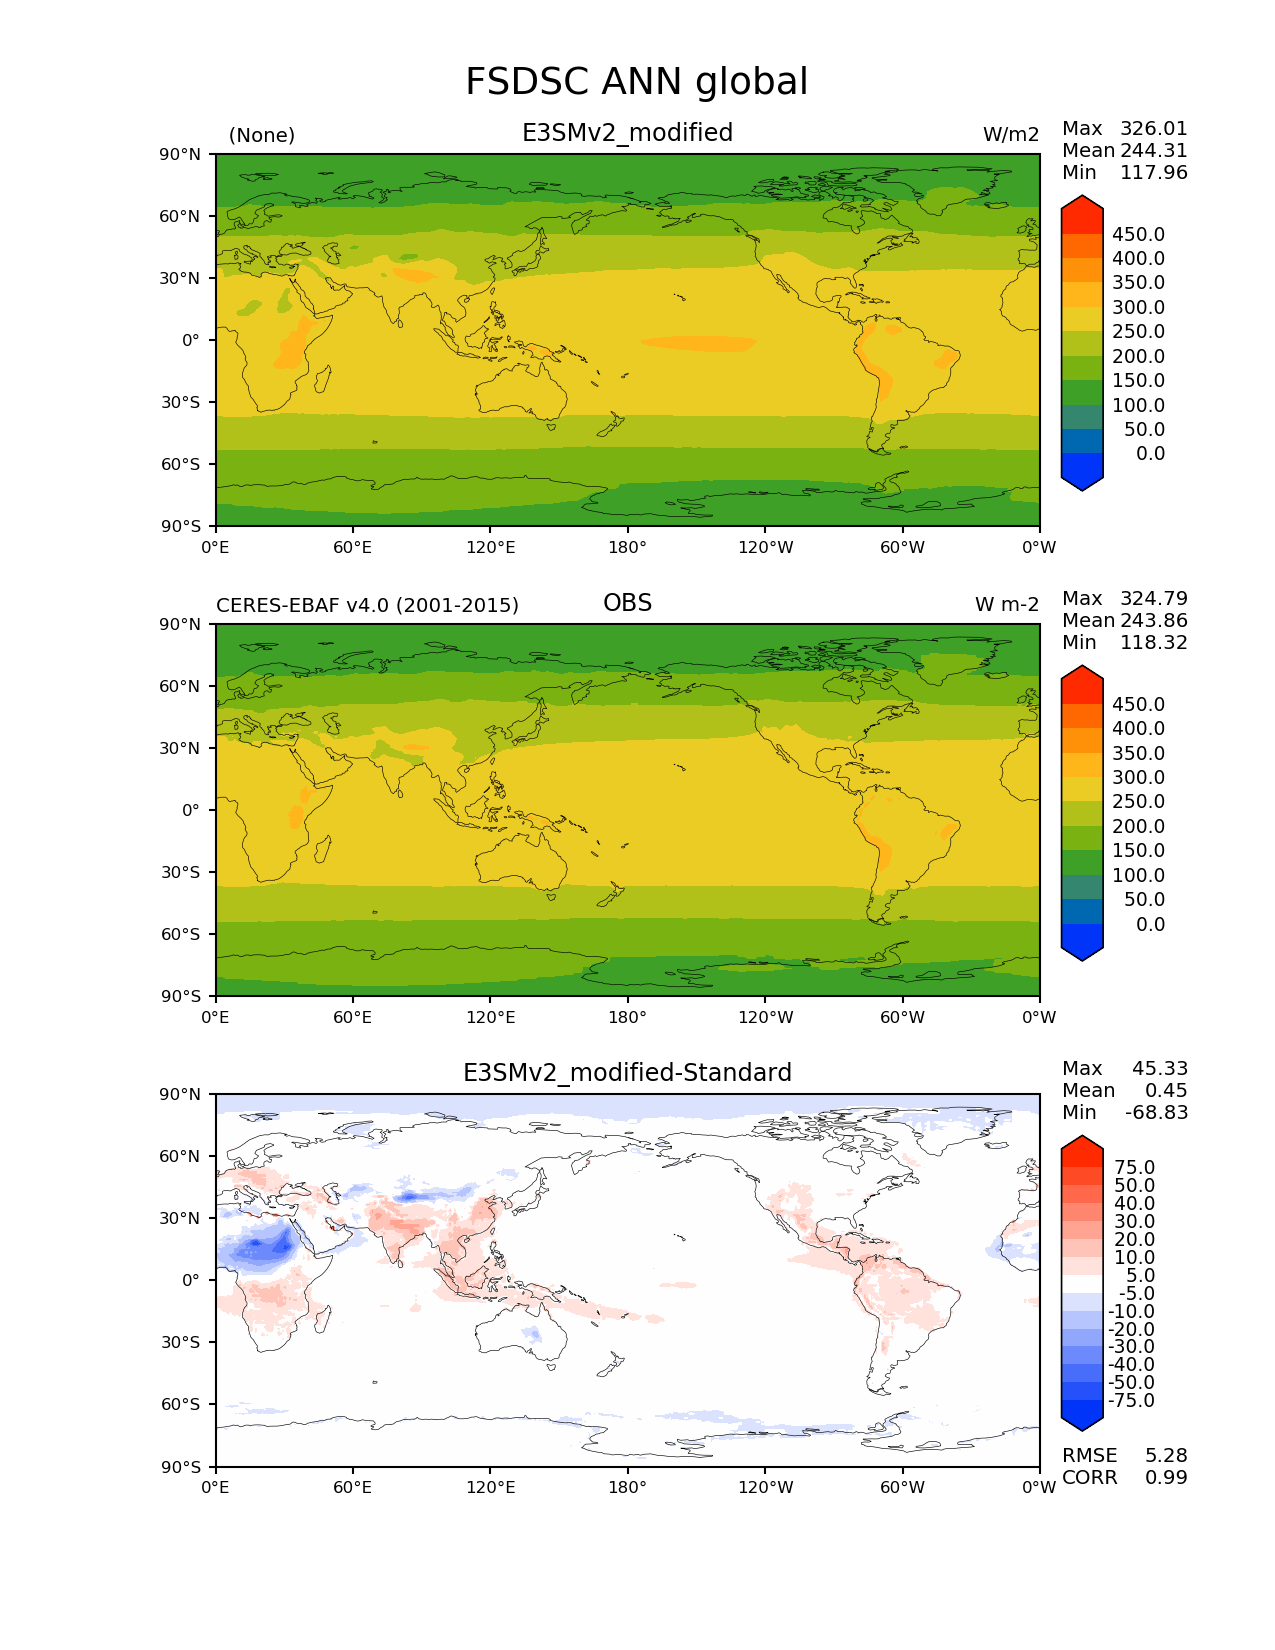 FSDSC ANN global
(None) E3SMv2_modified W/m2
Max 326.01
Mean 244.31
Min 117.96
90°N
60°N
30°N
0°
30°S
60°S
90°S
0°E 60°E 120°E 180° 120°W 60°W 0°W
450.0
400.0
350.0
300.0
250.0
200.0
150.0
100.0
50.0
0.0
CERES-EBAF v4.0 (2001-2015) OBS W m-2
Max 324.79
Mean 243.86
Min 118.32
90°N
60°N
30°N
0°
30°S
60°S
90°S
0°E 60°E 120°E 180° 120°W 60°W 0°W
450.0
400.0
350.0
300.0
250.0
200.0
150.0
100.0
50.0
0.0
E3SMv2_modified-Standard
Max 45.33
Mean 0.45
Min -68.83
90°N
60°N
30°N
0°
30°S
60°S
90°S
0°E 60°E 120°E 180° 120°W 60°W 0°W
75.0
50.0
40.0
30.0
20.0
10.0
5.0
-5.0
-10.0
-20.0
-30.0
-40.0
-50.0
-75.0
RMSE 5.28
CORR 0.99